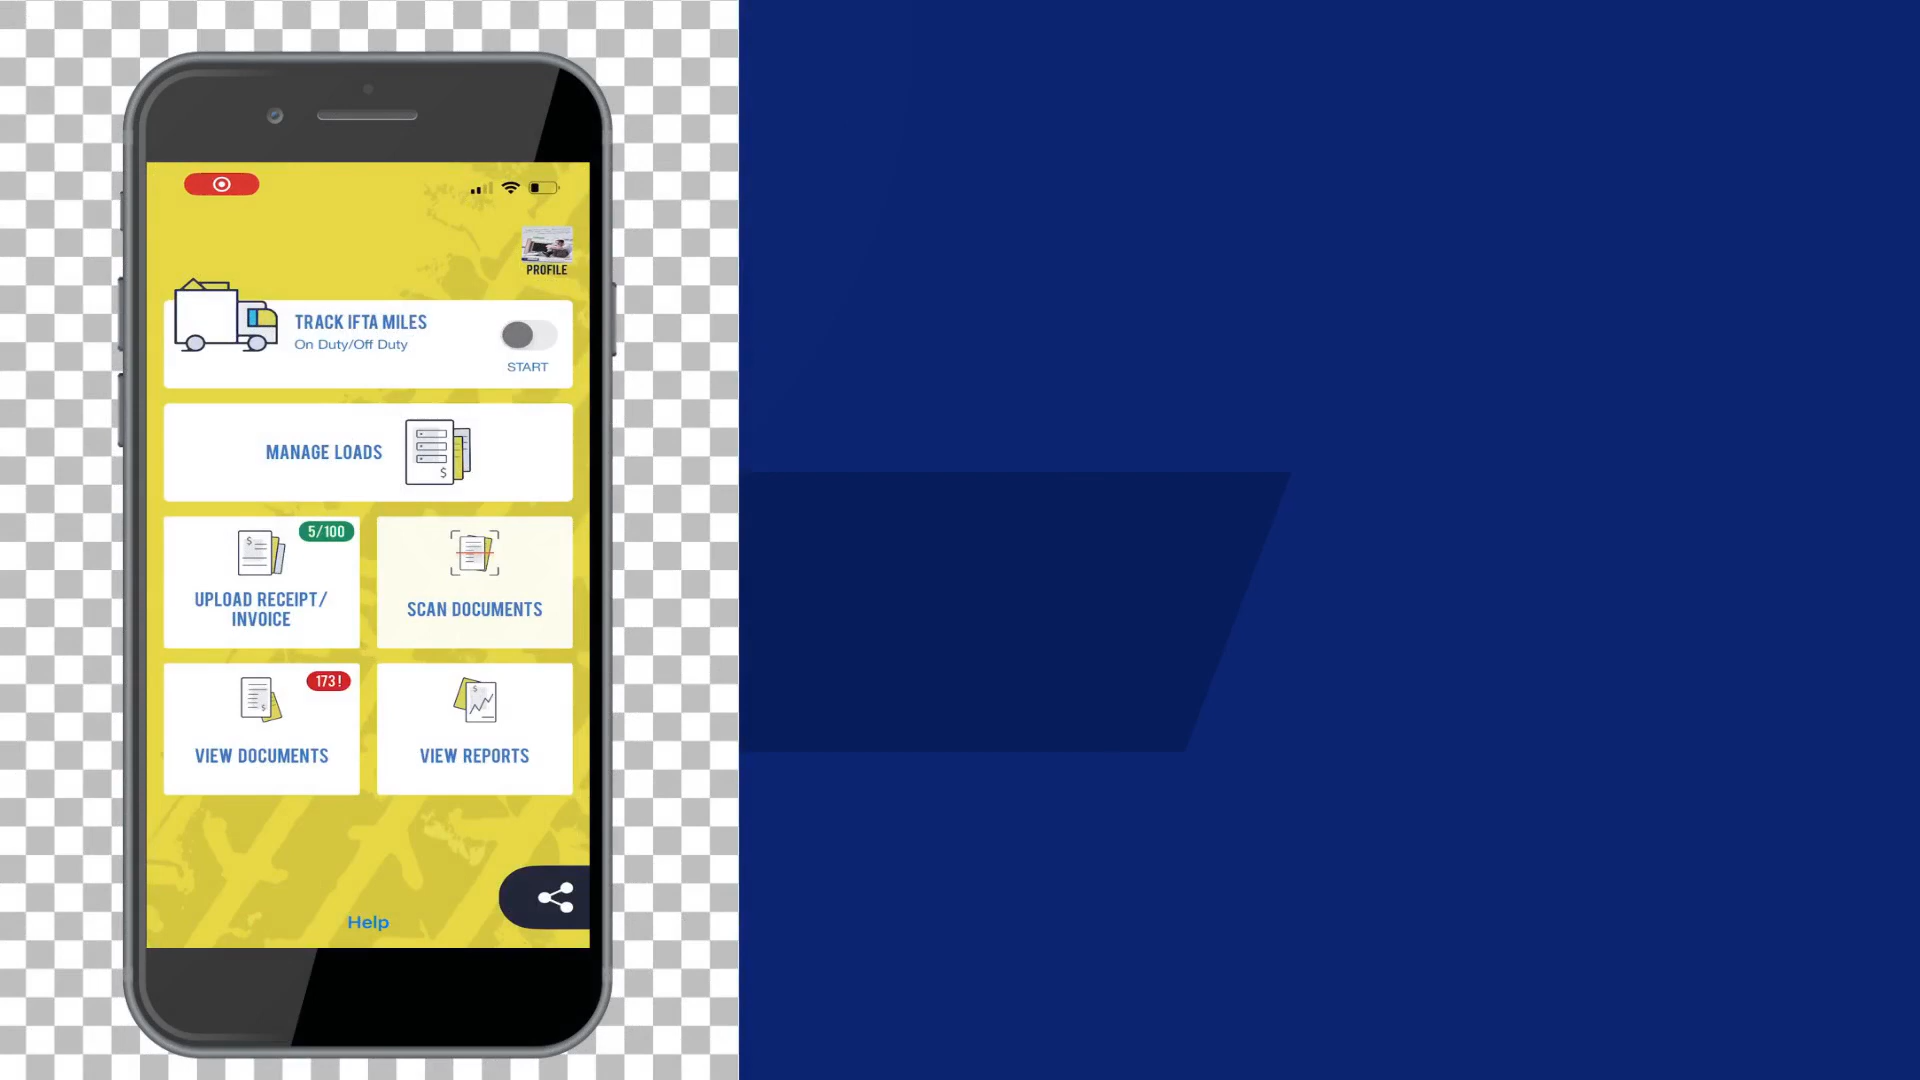 PROFILE
TRACK IFTA MILES
On Duty/Off Duty
START
MANAGE LOADS
$
5/100
$
UPLOAD RECEIPT/
INVOICE
SCAN DOCUMENTS
173!
$
VIEW DOCUMENTS
$
VIEW REPORTS
Help